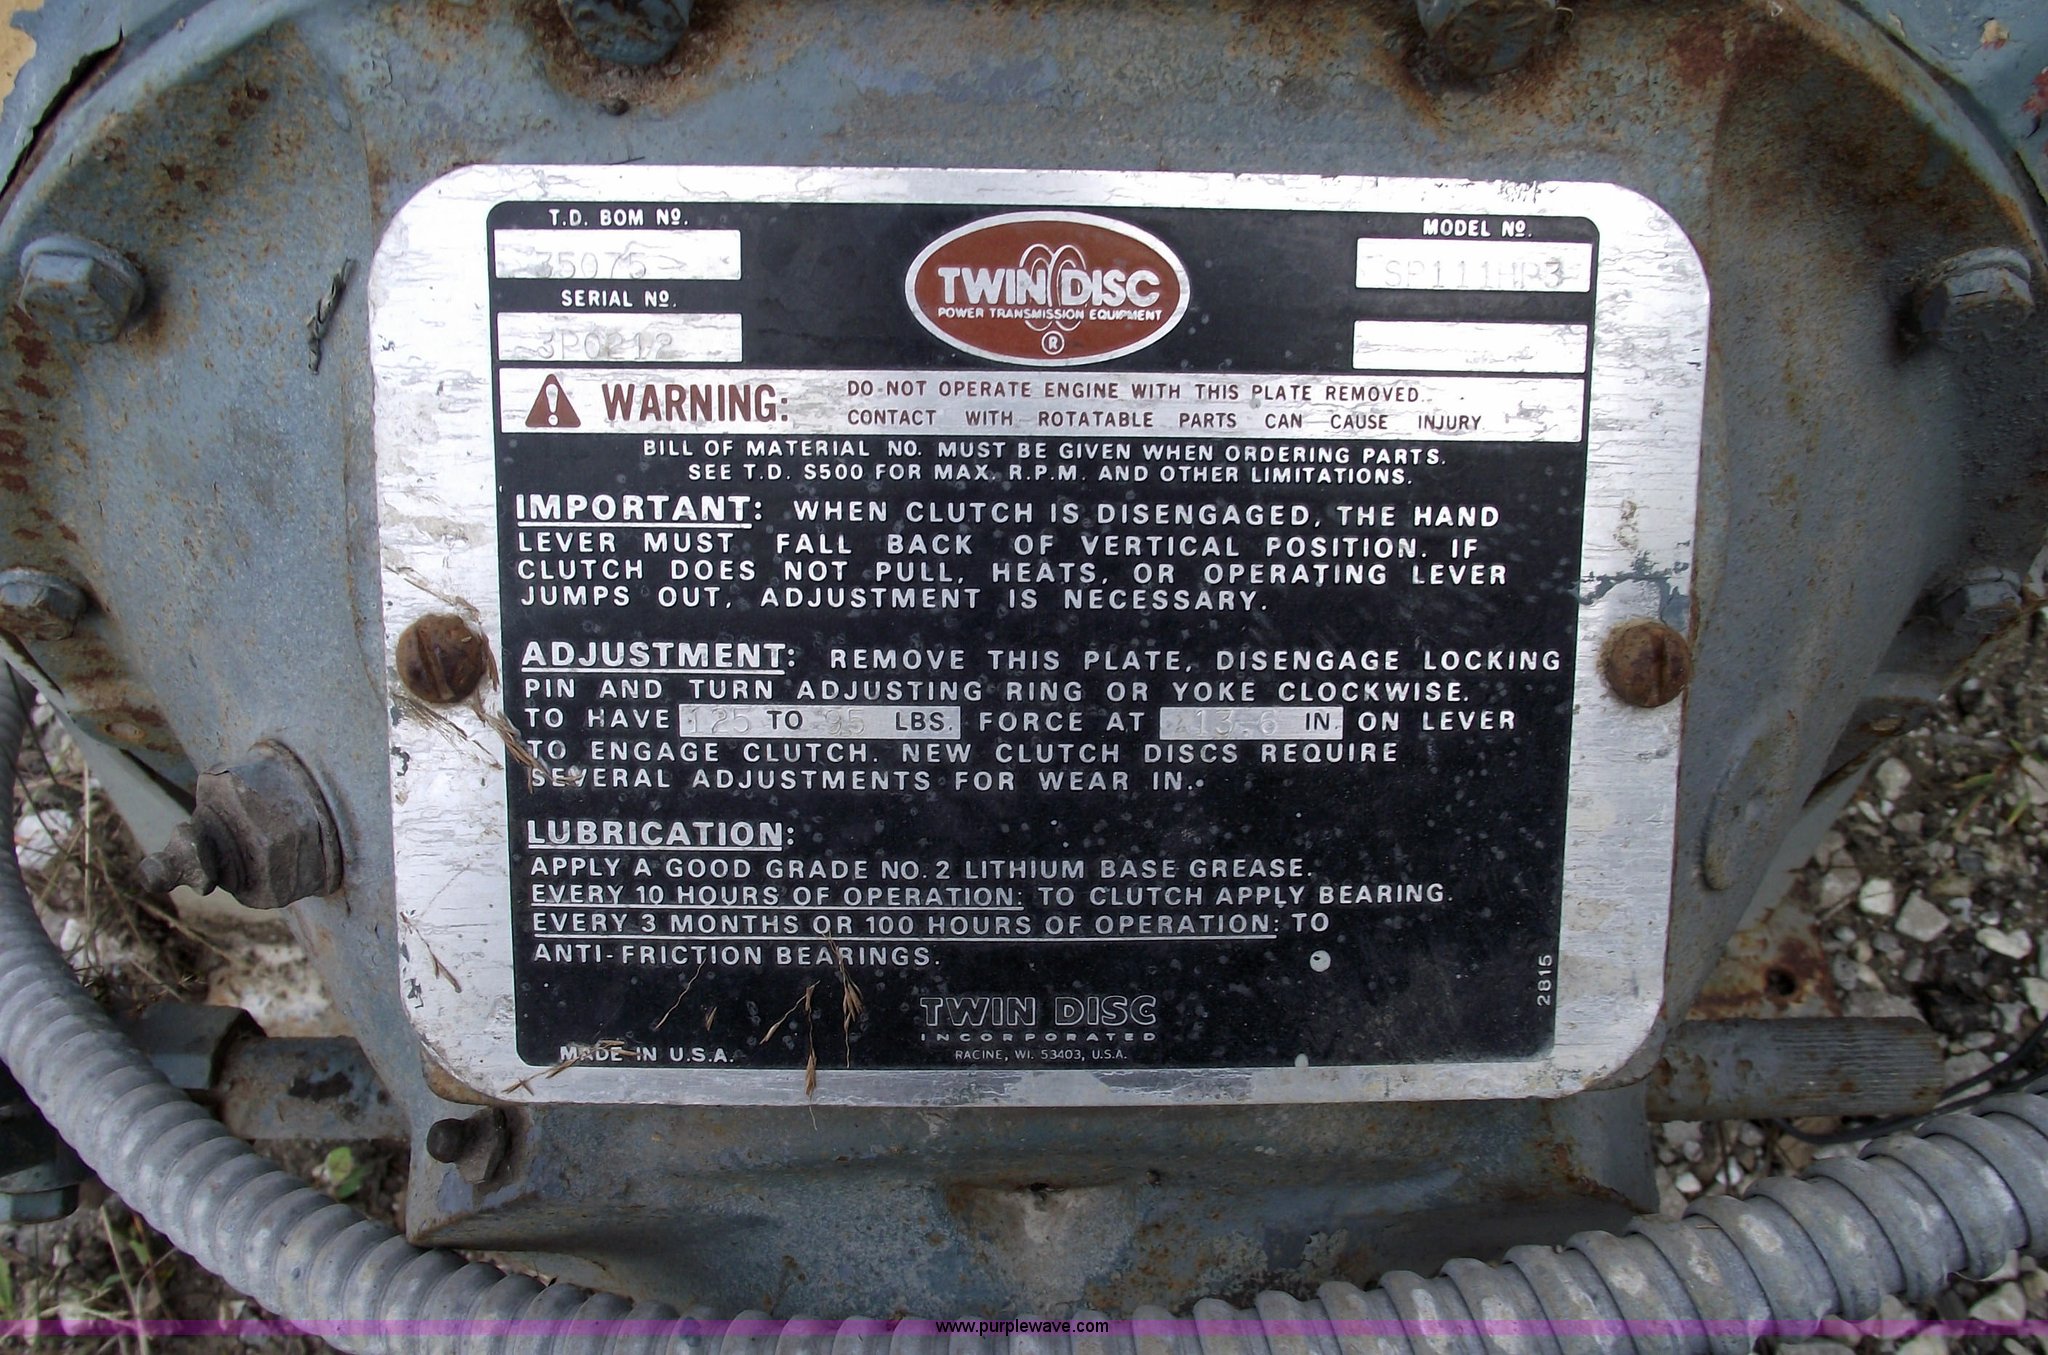 T.D. BOM Nº.
35075
SERIAL Nº.
3P0212
TWIN DISC
POWER TRANSMISSION EQUIPMENT
®
MODEL Nº.
SP111HP3
WARNING: DO NOT OPERATE ENGINE WITH THIS PLATE REMOVED.
CONTACT WITH ROTATABLE PARTS CAN CAUSE INJURY
BILL OF MATERIAL NO. MUST BE GIVEN WHEN ORDERING PARTS.
SEE T.D. S500 FOR MAX. R.P.M. AND OTHER LIMITATIONS.
IMPORTANT: WHEN CLUTCH IS DISENGAGED, THE HAND
LEVER MUST FALL BACK OF VERTICAL POSITION. IF
CLUTCH DOES NOT PULL, HEATS, OR OPERATING LEVER
JUMPS OUT, ADJUSTMENT IS NECESSARY.
ADJUSTMENT: REMOVE THIS PLATE, DISENGAGE LOCKING
PIN AND TURN ADJUSTING RING OR YOKE CLOCKWISE.
TO HAVE 125 TO 95 LBS. FORCE AT 13.6 IN. ON LEVER
TO ENGAGE CLUTCH. NEW CLUTCH DISCS REQUIRE
SEVERAL ADJUSTMENTS FOR WEAR IN.
LUBRICATION:
APPLY A GOOD GRADE NO. 2 LITHIUM BASE GREASE.
EVERY 10 HOURS OF OPERATION: TO CLUTCH APPLY BEARING.
EVERY 3 MONTHS OR 100 HOURS OF OPERATION: TO
ANTI-FRICTION BEARINGS.
2815
TWIN DISC
INCORPORATED
RACINE, WI. 53403, U.S.A.
MADE IN U.S.A.
www.purplewave.com